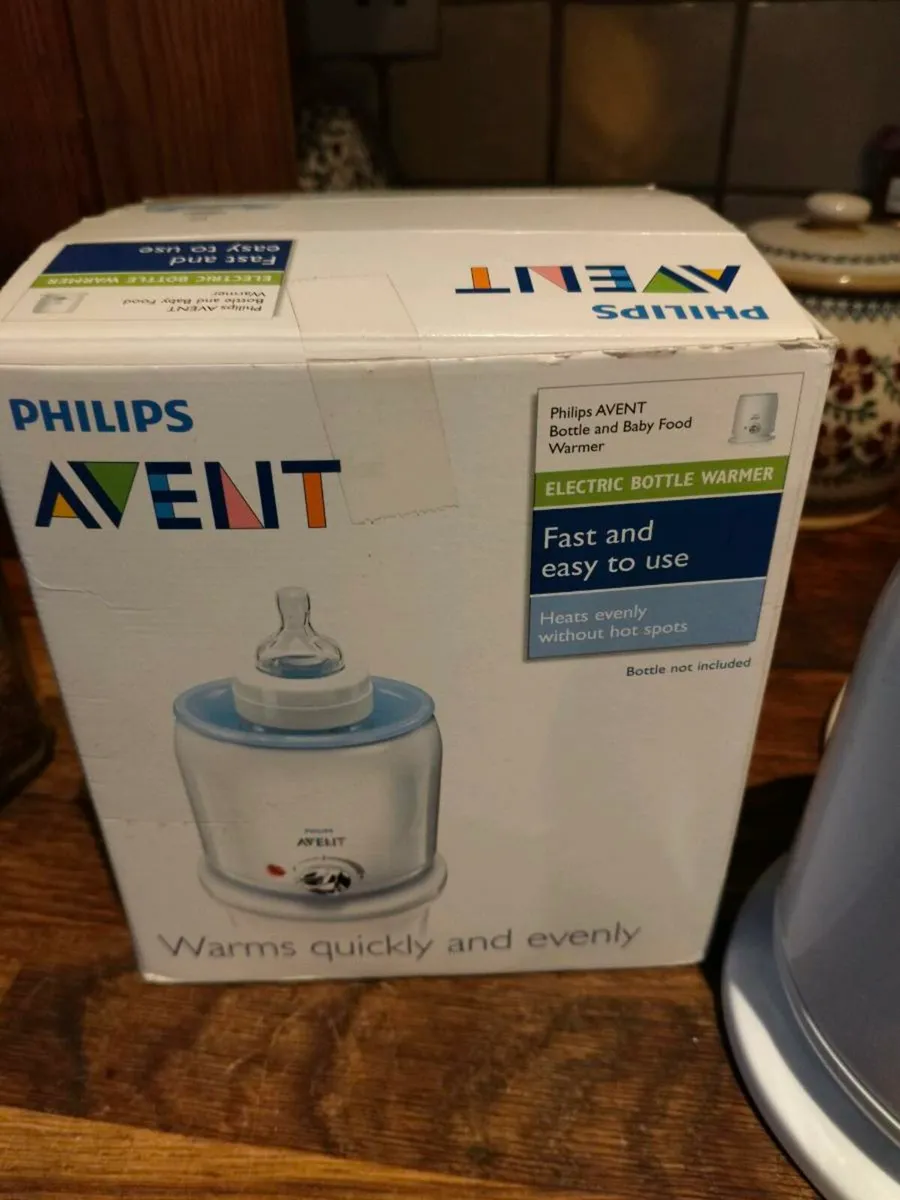 easy to use
Fast and
ELECTRIC BOTTLE WARMER
Warmer
Bottle and Baby Food
Philips AVENT
AVENT
PHILIPS
PHILIPS
AVENT
Philips AVENT
Bottle and Baby Food
Warmer
ELECTRIC BOTTLE WARMER
Fast and
easy to use
Heats evenly
without hot spots
Bottle not included
PHILIPS
AVENT
Warms quickly and evenly